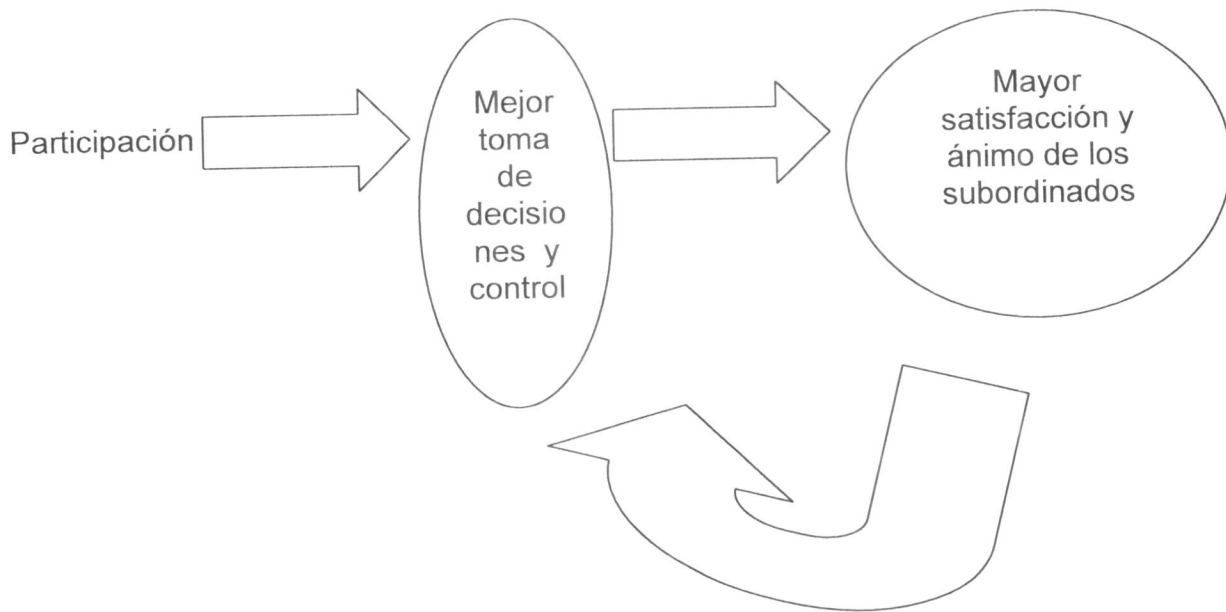 Participación
Mejor
toma
de
decisio
nes y
control
Mayor
satisfacción y
ánimo de los
subordinados